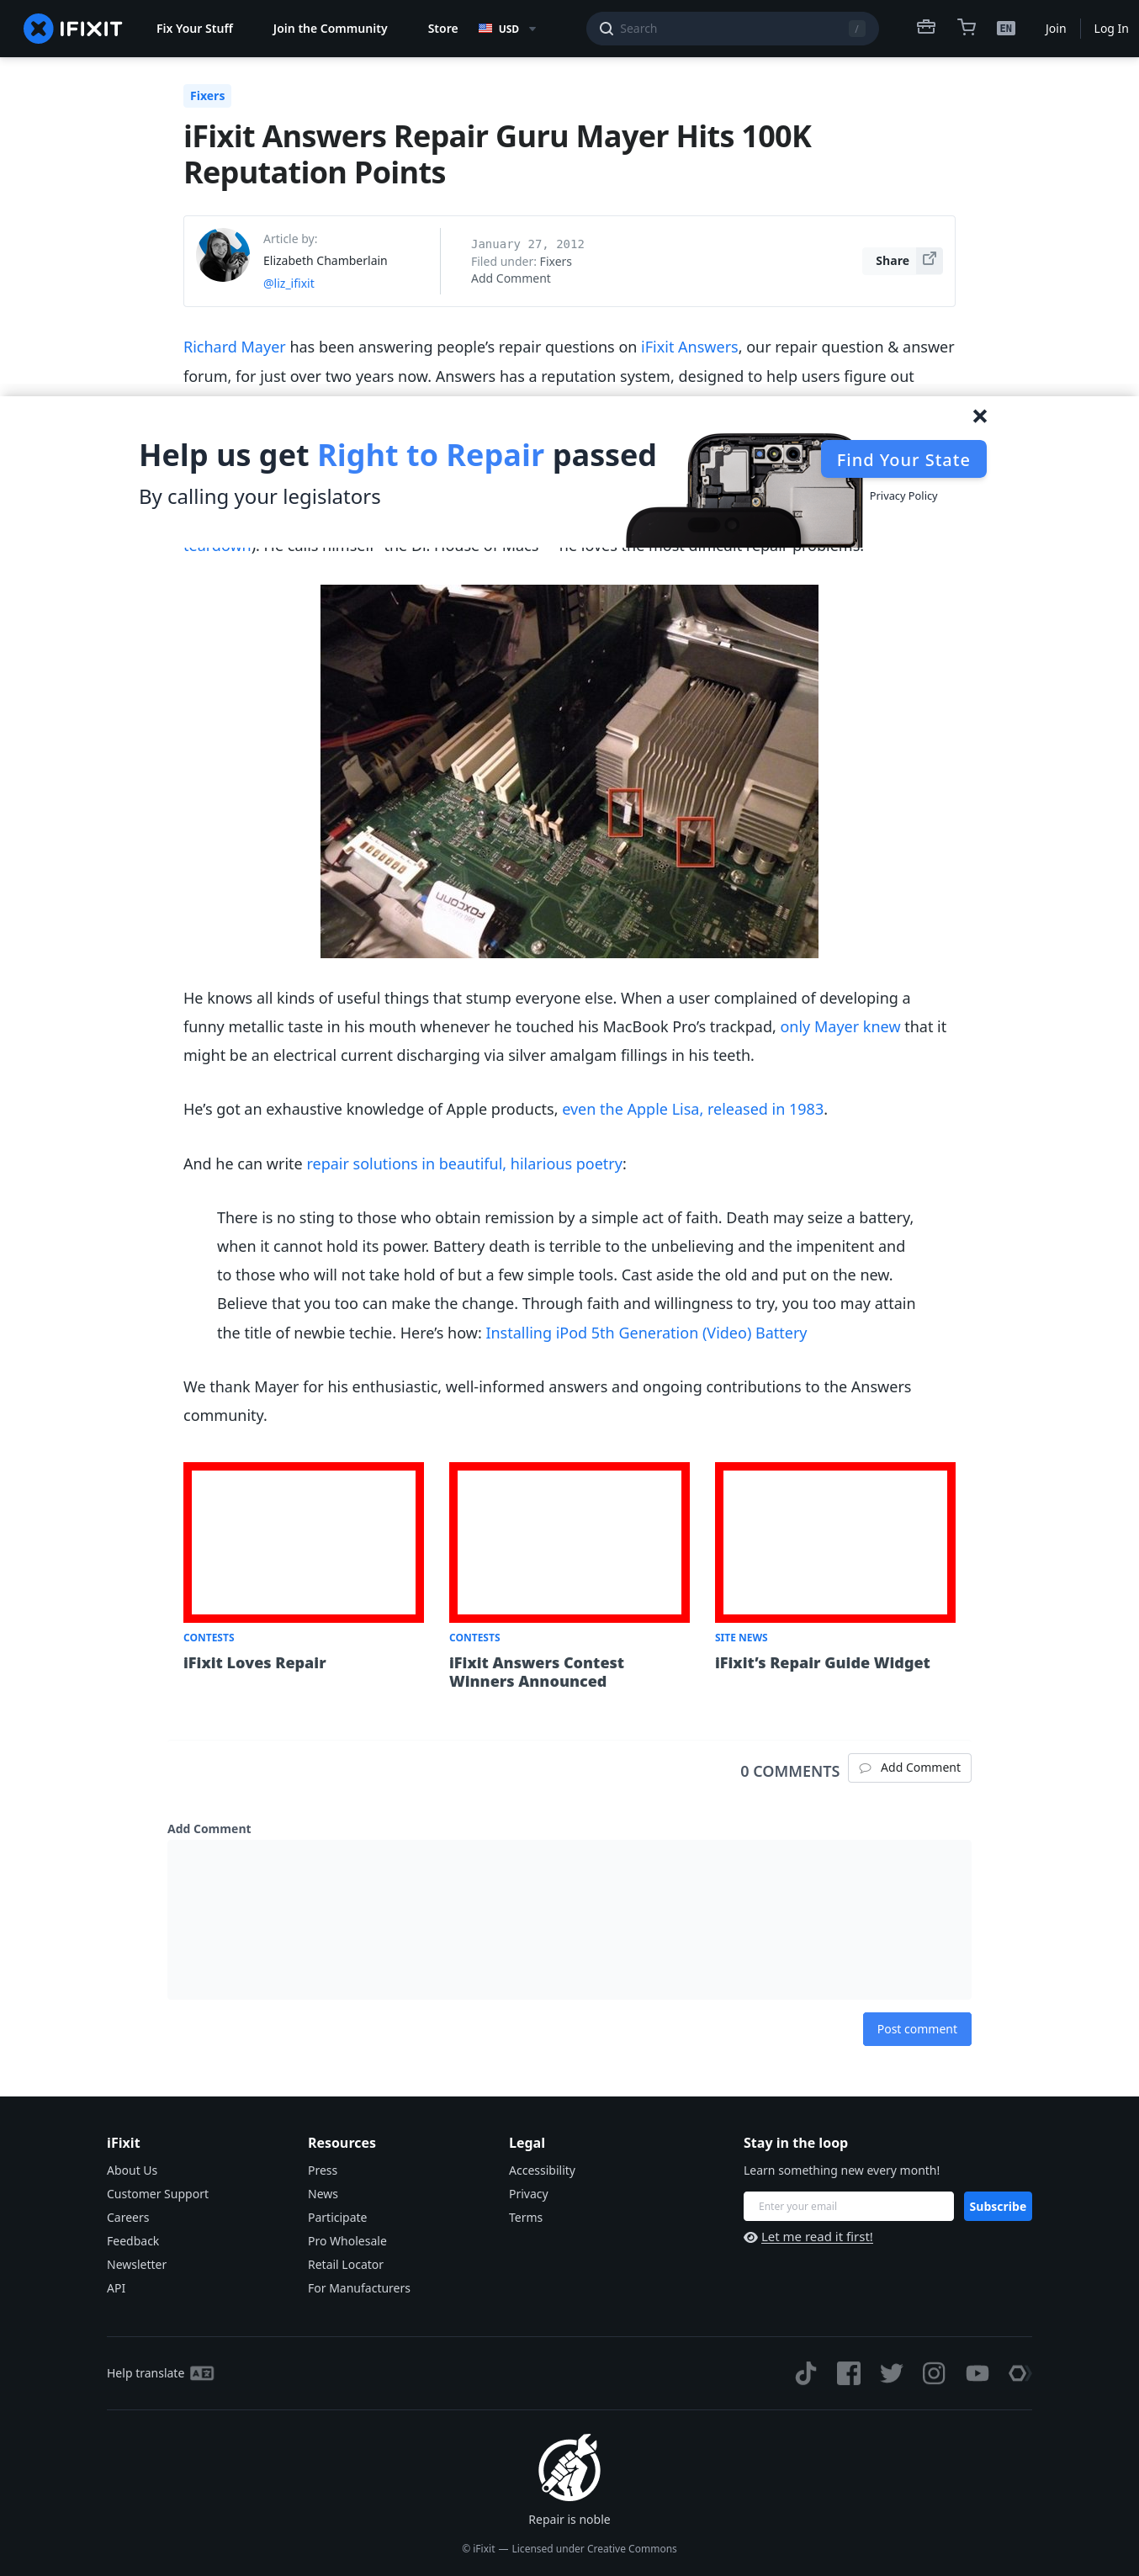 IFIXIT
Fix Your Stuff
Join the Community
Store
USD
Search
/
EN
Join
Log In
Fixers
iFixit Answers Repair Guru Mayer Hits 100K
Reputation Points
Article by:
Elizabeth Chamberlain
@liz_ifixit
January 27, 2012
Filed under: Fixers
Add Comment
Share
Richard Mayer has been answering people’s repair questions on iFixit Answers, our repair question & answer
forum, for just over two years now. Answers has a reputation system, designed to help users figure out
Help us get Right to Repair passed
By calling your legislators
Find Your State
Privacy Policy
FOXCONN
He knows all kinds of useful things that stump everyone else. When a user complained of developing a
funny metallic taste in his mouth whenever he touched his MacBook Pro’s trackpad, only Mayer knew that it
might be an electrical current discharging via silver amalgam fillings in his teeth.
He’s got an exhaustive knowledge of Apple products, even the Apple Lisa, released in 1983.
And he can write repair solutions in beautiful, hilarious poetry:
There is no sting to those who obtain remission by a simple act of faith. Death may seize a battery,
when it cannot hold its power. Battery death is terrible to the unbelieving and the impenitent and
to those who will not take hold of but a few simple tools. Cast aside the old and put on the new.
Believe that you too can make the change. Through faith and willingness to try, you too may attain
the title of newbie techie. Here’s how: Installing iPod 5th Generation (Video) Battery
We thank Mayer for his enthusiastic, well-informed answers and ongoing contributions to the Answers
community.
CONTESTS
iFixit Loves Repair
CONTESTS
iFixit Answers Contest
Winners Announced
SITE NEWS
iFixit’s Repair Guide Widget
0 COMMENTS
Add Comment
Add Comment
Post comment
iFixit
About Us
Customer Support
Careers
Feedback
Newsletter
API
Resources
Press
News
Participate
Pro Wholesale
Retail Locator
For Manufacturers
Legal
Accessibility
Privacy
Terms
Stay in the loop
Learn something new every month!
Enter your email
Subscribe
Let me read it first!
Help translate
Repair is noble
© iFixit — Licensed under Creative Commons